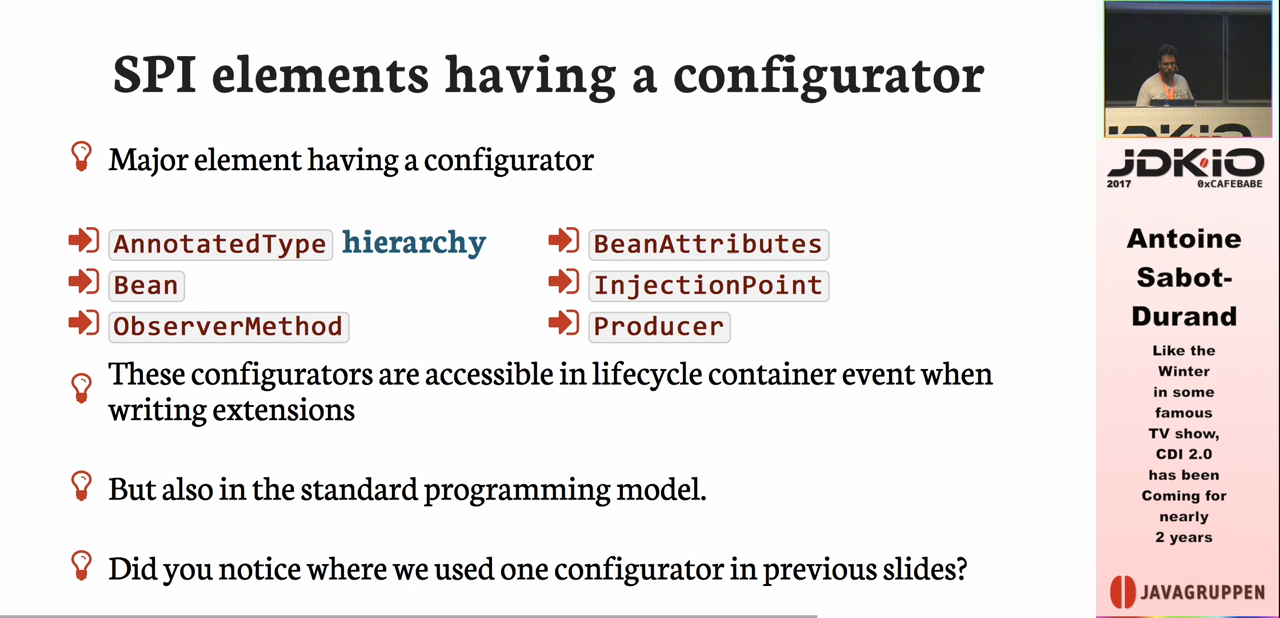 SPI elements having a configurator
Major element having a configurator
AnnotatedType hierarchy
Bean
ObserverMethod
BeanAttributes
InjectionPoint
Producer
These configurators are accessible in lifecycle container event when
writing extensions
But also in the standard programming model.
Did you notice where we used one configurator in previous slides?
JDK.IO
JDK.IO
2017 0xCAFEBABE
Antoine
Sabot-
Durand
Like the
Winter
in some
famous
TV show,
CDI 2.0
has been
Coming for
nearly
2 years
JAVAGRUPPEN